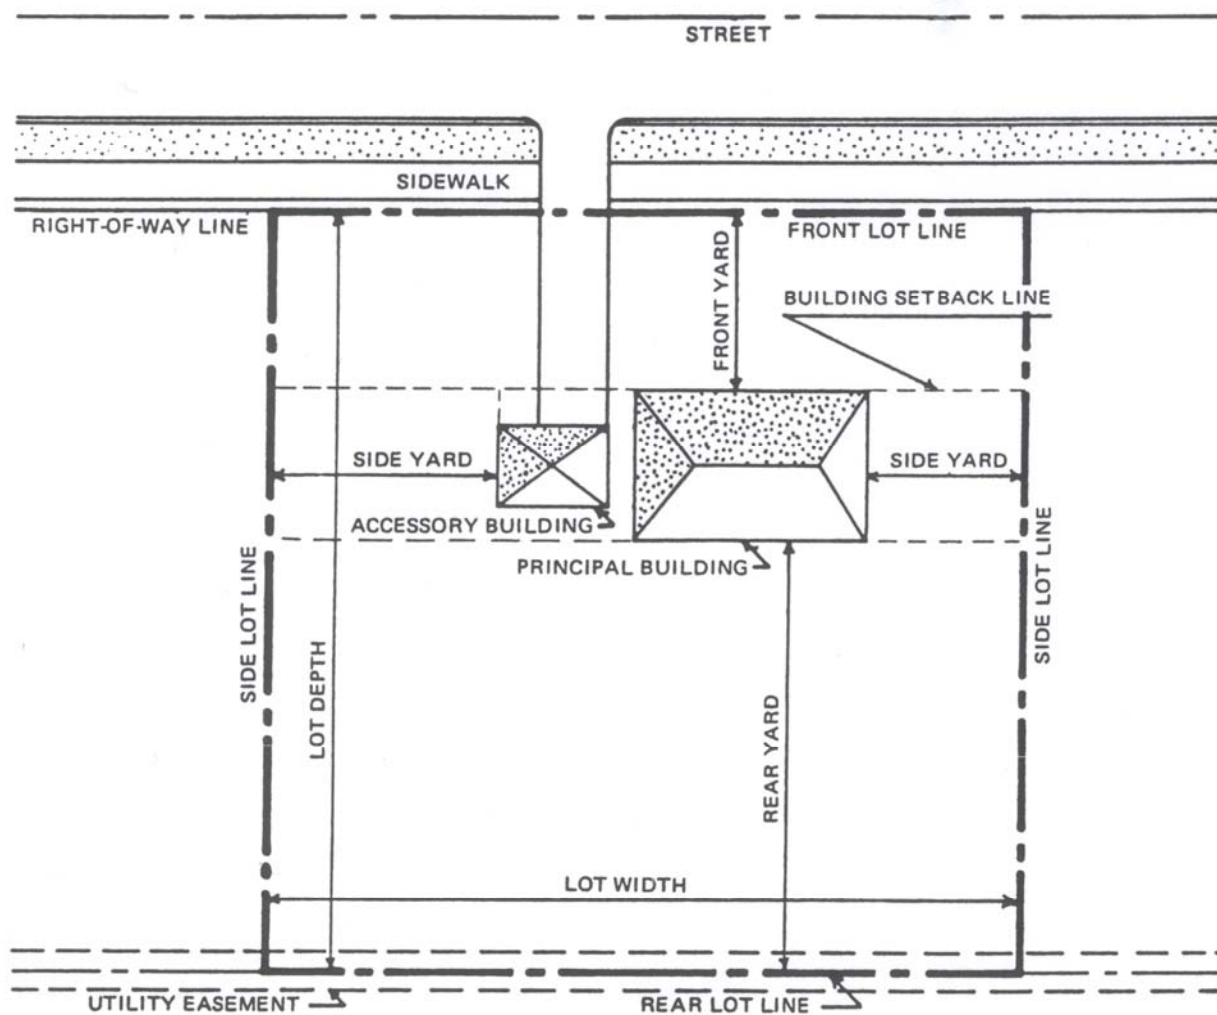 STREET
SIDEWALK
RIGHT-OF-WAY LINE
FRONT LOT LINE
FRONT YARD
BUILDING SETBACK LINE
SIDE YARD
SIDE YARD
ACCESSORY BUILDING
PRINCIPAL BUILDING
SIDE LOT LINE
LOT DEPTH
REAR YARD
SIDE LOT LINE
LOT WIDTH
UTILITY EASEMENT
REAR LOT LINE